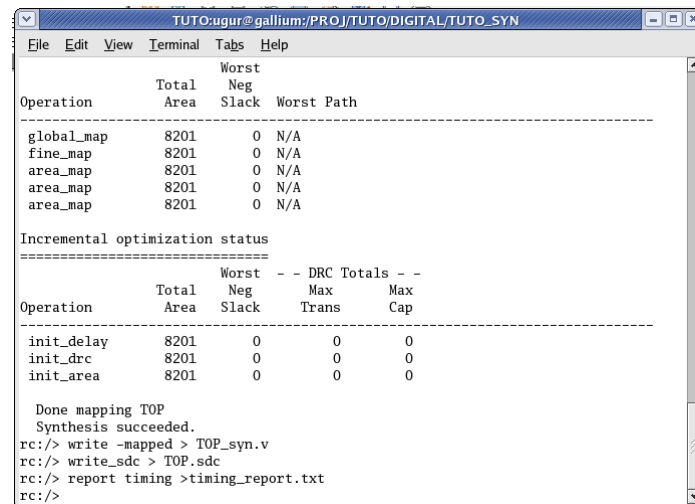 TUTO:ugur@gallium:/PROJ/TUTO/DIGITAL/TUTO_SYN
File Edit View Terminal Tabs Help
Worst
Total Neg
Operation Area Slack Worst Path
-------------------------------------------------------------------------------
global_map 8201 0 N/A
fine_map 8201 0 N/A
area_map 8201 0 N/A
area_map 8201 0 N/A
area_map 8201 0 N/A
Incremental optimization status
===============================
Worst - - DRC Totals - -
Total Neg Max Max
Operation Area Slack Trans Cap
-------------------------------------------------------------------------------
init_delay 8201 0 0 0
init_drc 8201 0 0 0
init_area 8201 0 0 0
Done mapping TOP
Synthesis succeeded.
rc:/> write -mapped > TOP_syn.v
rc:/> write_sdc > TOP.sdc
rc:/> report timing >timing_report.txt
rc:/>